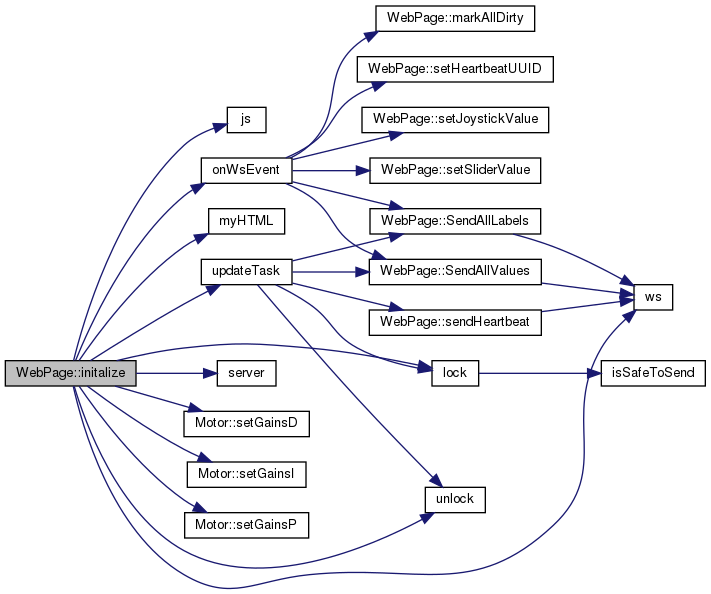 WebPage::markAllDirty
WebPage::setHeartbeatUUID
js
WebPage::setJoystickValue
onWsEvent
WebPage::setSliderValue
myHTML
WebPage::SendAllLabels
updateTask
WebPage::SendAllValues
ws
WebPage::sendHeartbeat
WebPage::initalize
server
lock
isSafeToSend
Motor::setGainsD
Motor::setGainsI
unlock
Motor::setGainsP